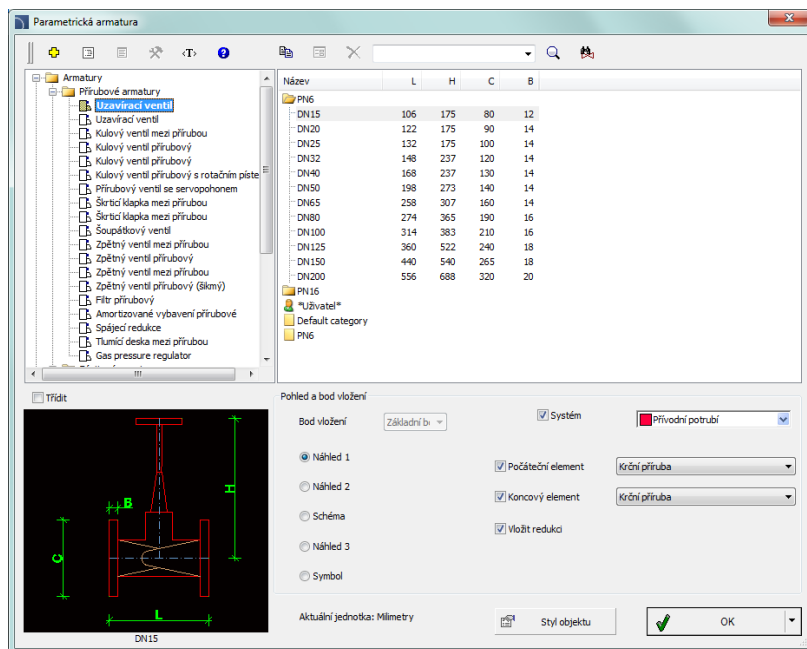 Parametrická armatura
<T>
Armatury
Přírubové armatury
Uzavírací ventil
Uzavírací ventil
Kulový ventil mezi přírubou
Kulový ventil přírubový
Kulový ventil přírubový
Kulový ventil přírubový s rotačním píste
Přírubový ventil se servopohonem
Škrticí klapka mezi přírubou
Škrticí klapka mezi přírubou
Šoupátkový ventil
Zpětný ventil mezi přírubou
Zpětný ventil přírubový
Zpětný ventil mezi přírubou
Zpětný ventil přírubový (šikmý)
Filtr přírubový
Amortizované vybavení přírubové
Spájecí redukce
Tlumící deska mezi přírubou
Gas pressure regulator
Název L H C B
PN6
DN15 106 175 80 12
DN20 122 175 90 14
DN25 132 175 100 14
DN32 148 237 120 14
DN40 168 237 130 14
DN50 198 273 140 14
DN65 258 307 160 14
DN80 274 365 190 16
DN100 314 383 210 16
DN125 360 522 240 18
DN150 440 540 265 18
DN200 556 688 320 20
PN16
*Uživatel*
Default category
PN6
Třídit
B
H
C
L
DN15
Pohled a bod vložení
Bod vložení Základní b
Systém Přívodní potrubí
Náhled 1
Náhled 2
Schéma
Náhled 3
Symbol
Počáteční element Krční příruba
Koncový element Krční příruba
Vložit redukci
Aktuální jednotka: Milimetry
Styl objektu
OK